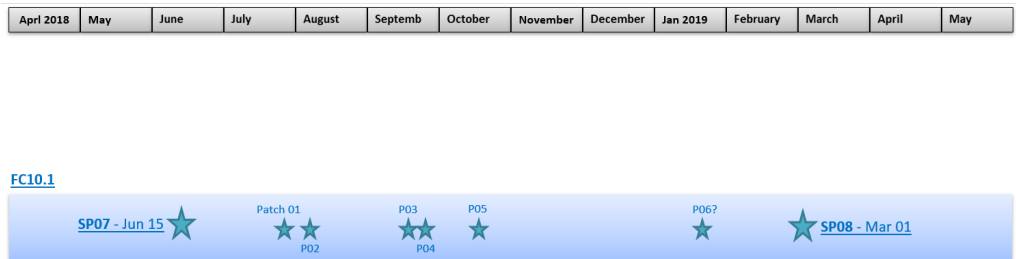 Aprl 2018 May June July August Septemb October November December Jan 2019 February March April May
FC10.1
Patch 01 P03 P05 P06?
SP07 - Jun 15 SP08 - Mar 01
P02 P04